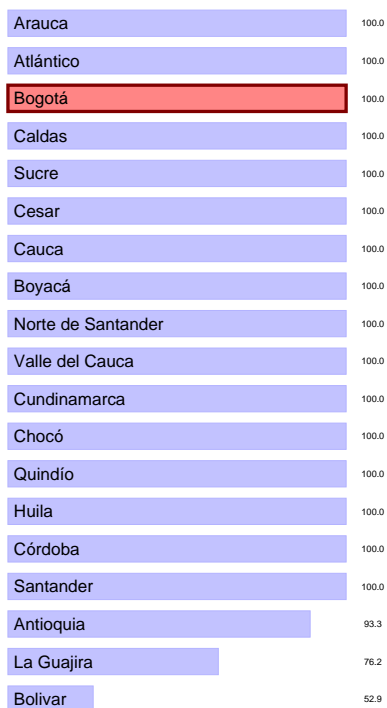 Arauca 100.0
Atlántico 100.0
Bogotá 100.0
Caldas 100.0
Sucre 100.0
Cesar 100.0
Cauca 100.0
Boyacá 100.0
Norte de Santander 100.0
Valle del Cauca 100.0
Cundinamarca 100.0
Chocó 100.0
Quindío 100.0
Huila 100.0
Córdoba 100.0
Santander 100.0
Antioquia 93.3
La Guajira 76.2
Bolivar 52.9